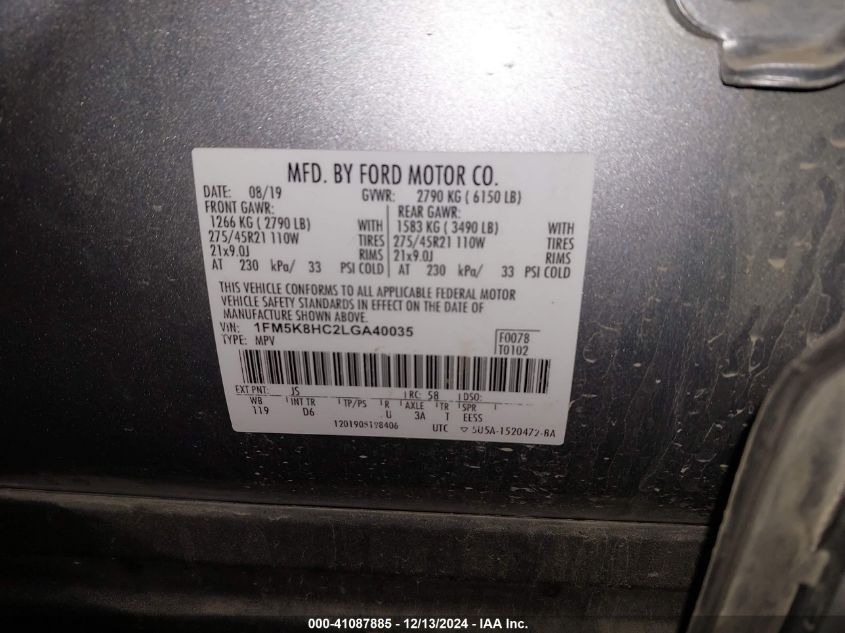 MFD. BY FORD MOTOR CO.
DATE: 08/19 GVWR: 2790 KG ( 6150 LB)
FRONT GAWR: REAR GAWR:
1266 KG ( 2790 LB) WITH 1583 KG ( 3490 LB) WITH
275/45R21 110W TIRES 275/45R21 110W TIRES
21x9.0J RIMS 21x9.0J RIMS
AT 230 kPa/ 33 PSI COLD AT 230 kPa/ 33 PSI COLD
THIS VEHICLE CONFORMS TO ALL APPLICABLE FEDERAL MOTOR
VEHICLE SAFETY STANDARDS IN EFFECT ON THE DATE OF
MANUFACTURE SHOWN ABOVE.
VIN: 1FM5K8HC2LGA40035 F0078
TYPE: MPV T0102
EXT PNT: JS RC: 58 DSO:
WB INT TR TP/PS R AXLE TR SPR
119 D6 U 3A T EESS
UTC ▽ 5U5A-1520472-BA
000-41087885 — 12/13/2024 — IAA Inc.